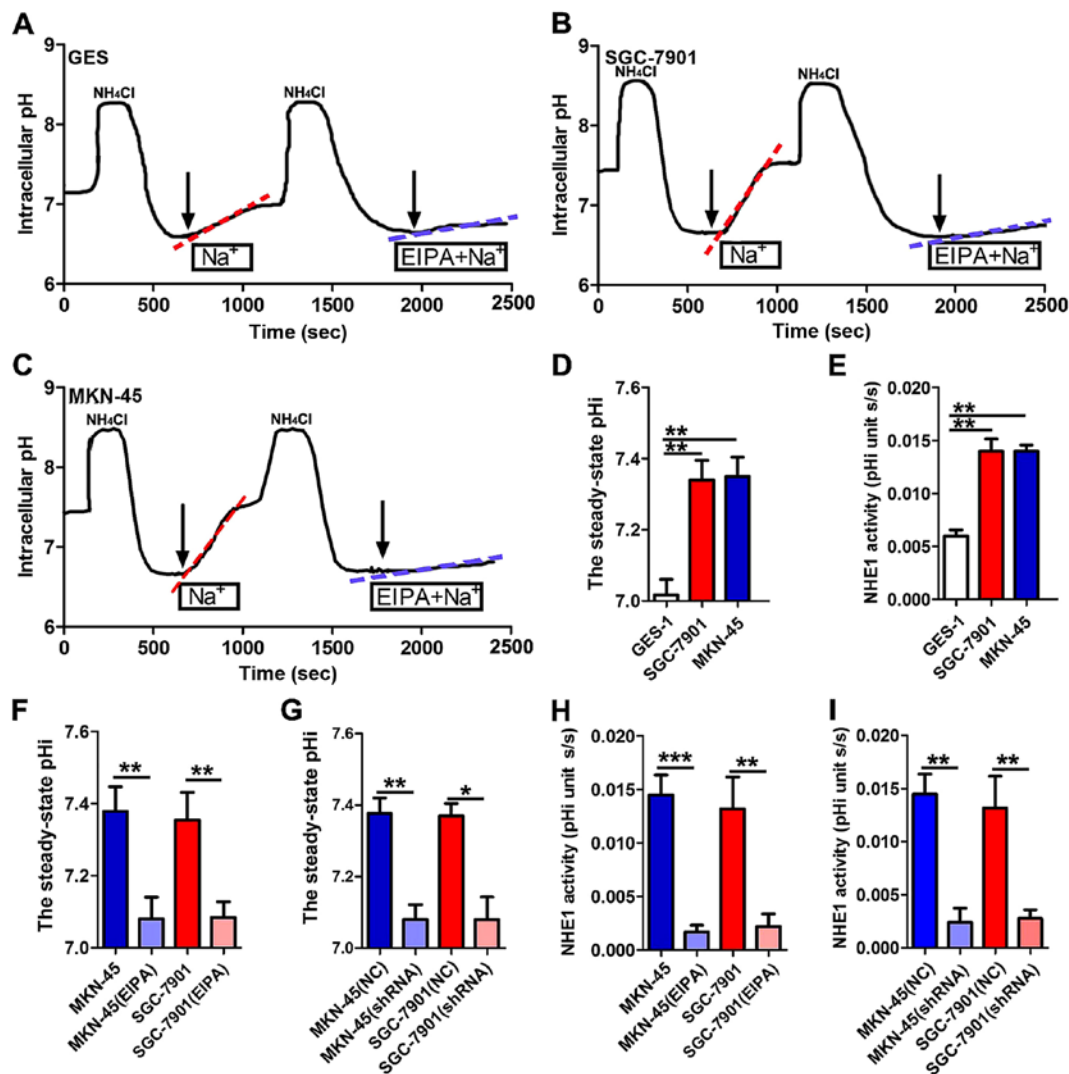 A
GES
9
8
7
6
Intracellular pH
NH₄Cl
NH₄Cl
Na⁺
EIPA+Na⁺
0 500 1000 1500 2000 2500
Time (sec)
B
SGC-7901
9
8
7
6
Intracellular pH
NH₄Cl
NH₄Cl
Na⁺
EIPA+Na⁺
0 500 1000 1500 2000 2500
Time (sec)
C
MKN-45
9
8
7
6
Intracellular pH
NH₄Cl
NH₄Cl
Na⁺
EIPA+Na⁺
0 500 1000 1500 2000 2500
Time (sec)
D
The steady-state pHi
7.6
7.4
7.2
7.0
**
**
GES-1
SGC-7901
MKN-45
E
NHE1 activity (pHi unit s/s)
0.020
0.015
0.010
0.005
0.000
**
**
GES-1
SGC-7901
MKN-45
F
The steady-state pHi
7.6
7.4
7.2
7.0
**
**
MKN-45
MKN-45(EIPA)
SGC-7901
SGC-7901(EIPA)
G
The steady-state pHi
7.6
7.4
7.2
7.0
**
*
MKN-45(NC)
MKN-45(shRNA)
SGC-7901(NC)
SGC-7901(shRNA)
H
NHE1 activity (pHi unit s/s)
0.020
0.015
0.010
0.005
0.000
***
**
MKN-45
MKN-45(EIPA)
SGC-7901
SGC-7901(EIPA)
I
NHE1 activity (pHi unit s/s)
0.020
0.015
0.010
0.005
0.000
**
**
MKN-45(NC)
MKN-45(shRNA)
SGC-7901(NC)
SGC-7901(shRNA)